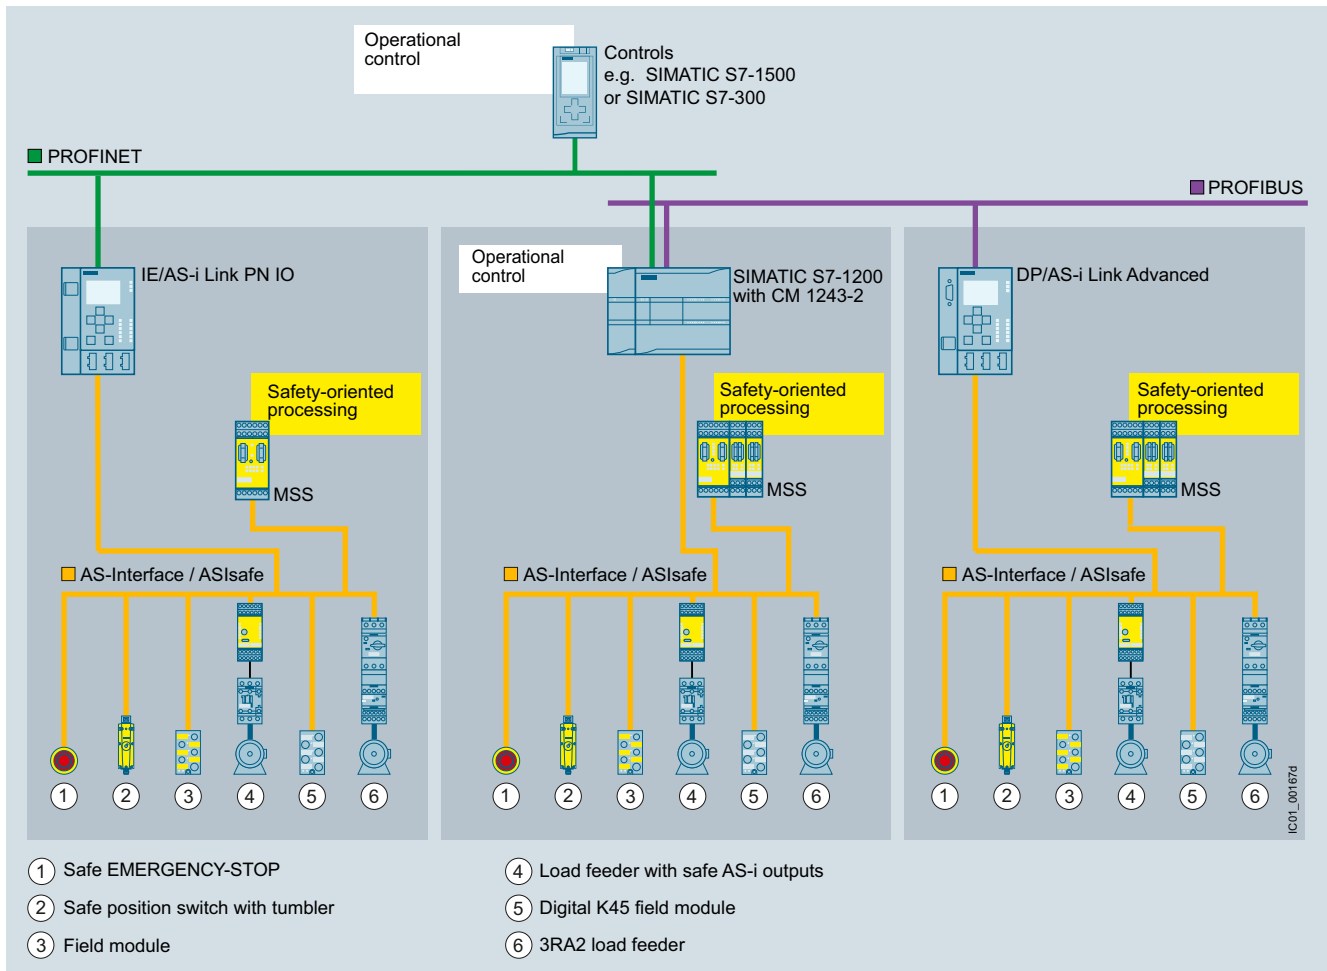 Operational
control
Controls
e.g. SIMATIC S7-1500
or SIMATIC S7-300
PROFINET
PROFIBUS
IE/AS-i Link PN IO
Operational
control
SIMATIC S7-1200
with CM 1243-2
DP/AS-i Link Advanced
Safety-oriented
processing
MSS
Safety-oriented
processing
MSS
Safety-oriented
processing
MSS
AS-Interface / ASIsafe
AS-Interface / ASIsafe
AS-Interface / ASIsafe
1 2 3 4 5 6
1 2 3 4 5 6
1 2 3 4 5 6
IC01_00167d
1 Safe EMERGENCY-STOP
2 Safe position switch with tumbler
3 Field module
4 Load feeder with safe AS-i outputs
5 Digital K45 field module
6 3RA2 load feeder